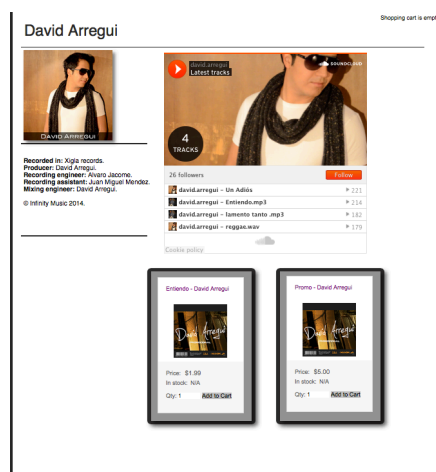 Shopping cart is empt
David Arregui
DAVID ARREGUI
Recorded in: Xigla records.
Producer: David Arregui.
Recording engineer: Alvaro Jacome.
Recording assistant: Juan Miguel Mendez.
Mixing engineer: David Arregui.
© Infinity Music 2014.
david.arregui
Latest tracks
SOUNDCLOUD
4
TRACKS
26 followers
Follow
david.arregui – Un Adiós 221
david.arregui – Entiendo.mp3 214
david.arregui – lamento tanto .mp3 182
david.arregui – reggae.wav 179
Cookie policy
Entiendo - David Arregui
David Arregui
Price: $1.99
In stock: N/A
Qty: 1 Add to Cart
Promo - David Arregui
David Arregui
Price: $5.00
In stock: N/A
Qty: 1 Add to Cart